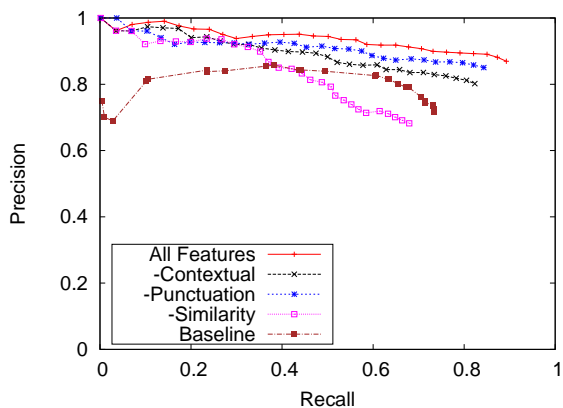 1
0.8
0.6
0.4
0.2
0
Precision
All Features
-Contextual
-Punctuation
-Similarity
Baseline
0 0.2 0.4 0.6 0.8 1
Recall